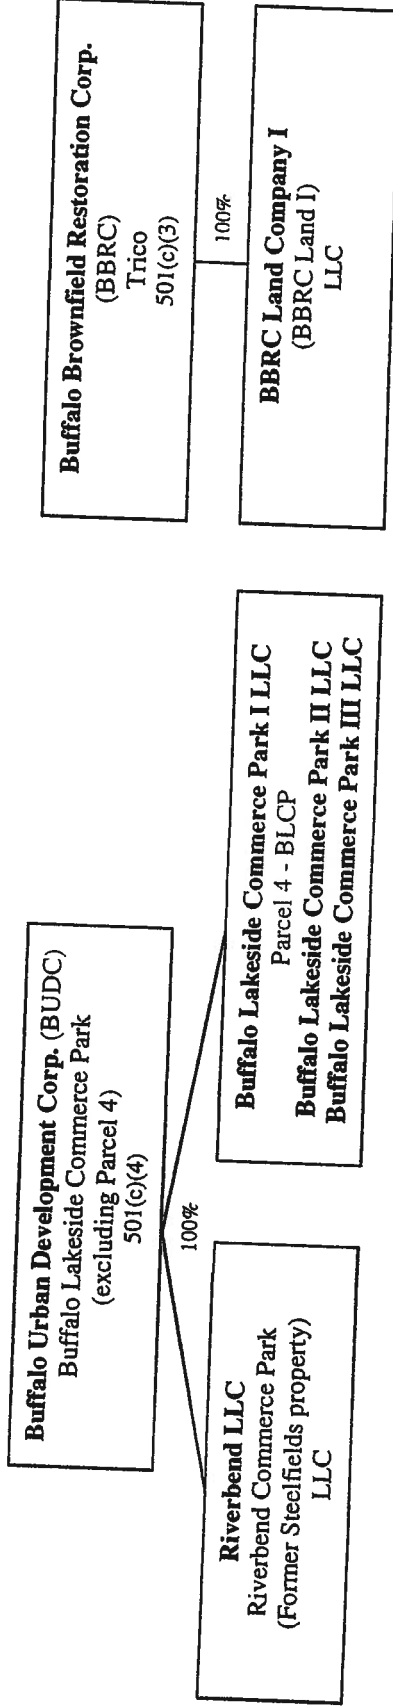 Buffalo Urban Development Corp. (BUDC)
Buffalo Lakeside Commerce Park
(excluding Parcel 4)
501(c)(4)
100%
Riverbend LLC
Riverbend Commerce Park
(Former Steelfields property)
LLC
Buffalo Lakeside Commerce Park I LLC
Parcel 4 - BLCP
Buffalo Lakeside Commerce Park II LLC
Buffalo Lakeside Commerce Park III LLC
Buffalo Brownfield Restoration Corp.
(BBRC)
Trico
501(c)(3)
100%
BBRC Land Company I
(BBRC Land I)
LLC